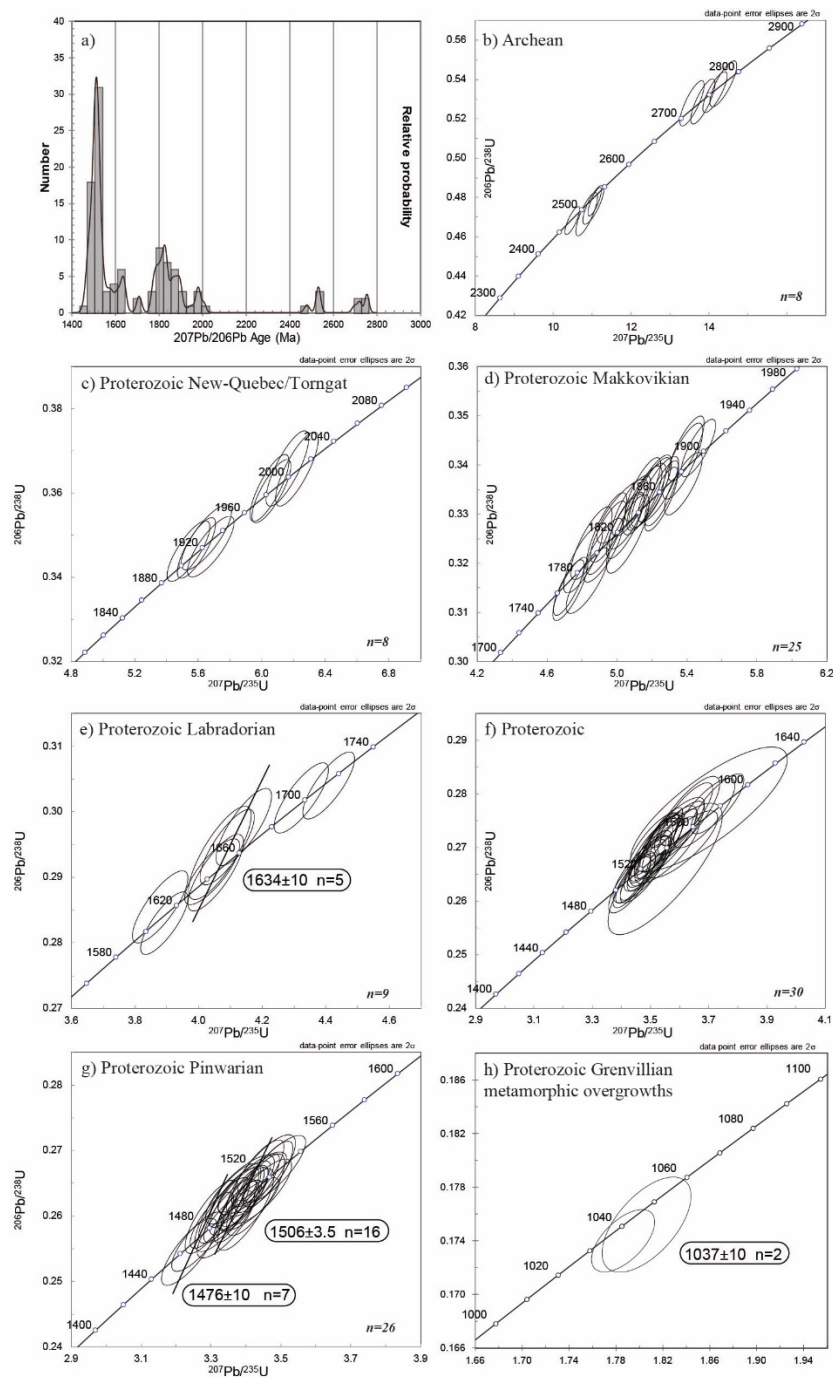 a)
Number
Relative probability
40
35
30
25
20
15
10
5
0
1400 1600 1800 2000 2200 2400 2600 2800 3000
207Pb/206Pb Age (Ma)
data-point error ellipses are 2σ
b) Archean
206Pb/238U
0.56
0.54
0.52
0.50
0.48
0.46
0.44
0.42
2900
2800
2700
2600
2500
2400
2300
n=8
8 10 12 14
207Pb/235U
data-point error ellipses are 2σ
c) Proterozoic New-Quebec/Torngat
206Pb/238U
0.38
0.36
0.34
0.32
2080
2040
2000
1960
1920
1880
1840
n=8
4.8 5.2 5.6 6.0 6.4 6.8
207Pb/235U
data-point error ellipses are 2σ
d) Proterozoic Makkovikian
206Pb/238U
0.36
0.35
0.34
0.33
0.32
0.31
0.30
1980
1940
1900
1860
1820
1780
1740
1700
n=25
4.2 4.6 5.0 5.4 5.8 6.2
207Pb/235U
data-point error ellipses are 2σ
e) Proterozoic Labradorian
206Pb/238U
0.31
0.30
0.29
0.28
0.27
1740
1700
1660
1634±10 n=5
1620
1580
n=9
3.6 3.8 4.0 4.2 4.4 4.6
207Pb/235U
data-point error ellipses are 2σ
f) Proterozoic
206Pb/238U
0.29
0.28
0.27
0.26
0.25
0.24
1640
1600
1520
1480
1440
1400
n=30
2.9 3.1 3.3 3.5 3.7 3.9 4.1
207Pb/235U
data-point error ellipses are 2σ
g) Proterozoic Pinwarian
206Pb/238U
0.28
0.27
0.26
0.25
0.24
1600
1560
1520
1480
1506±3.5 n=16
1440
1476±10 n=7
1400
n=26
2.9 3.1 3.3 3.5 3.7 3.9
207Pb/235U
data-point error ellipses are 2σ
h) Proterozoic Grenvillian
metamorphic overgrowths
206Pb/238U
0.186
0.182
0.178
0.174
0.170
0.166
1100
1080
1060
1040
1037±10 n=2
1020
1000
1.66 1.70 1.74 1.78 1.82 1.86 1.90 1.94
207Pb/235U